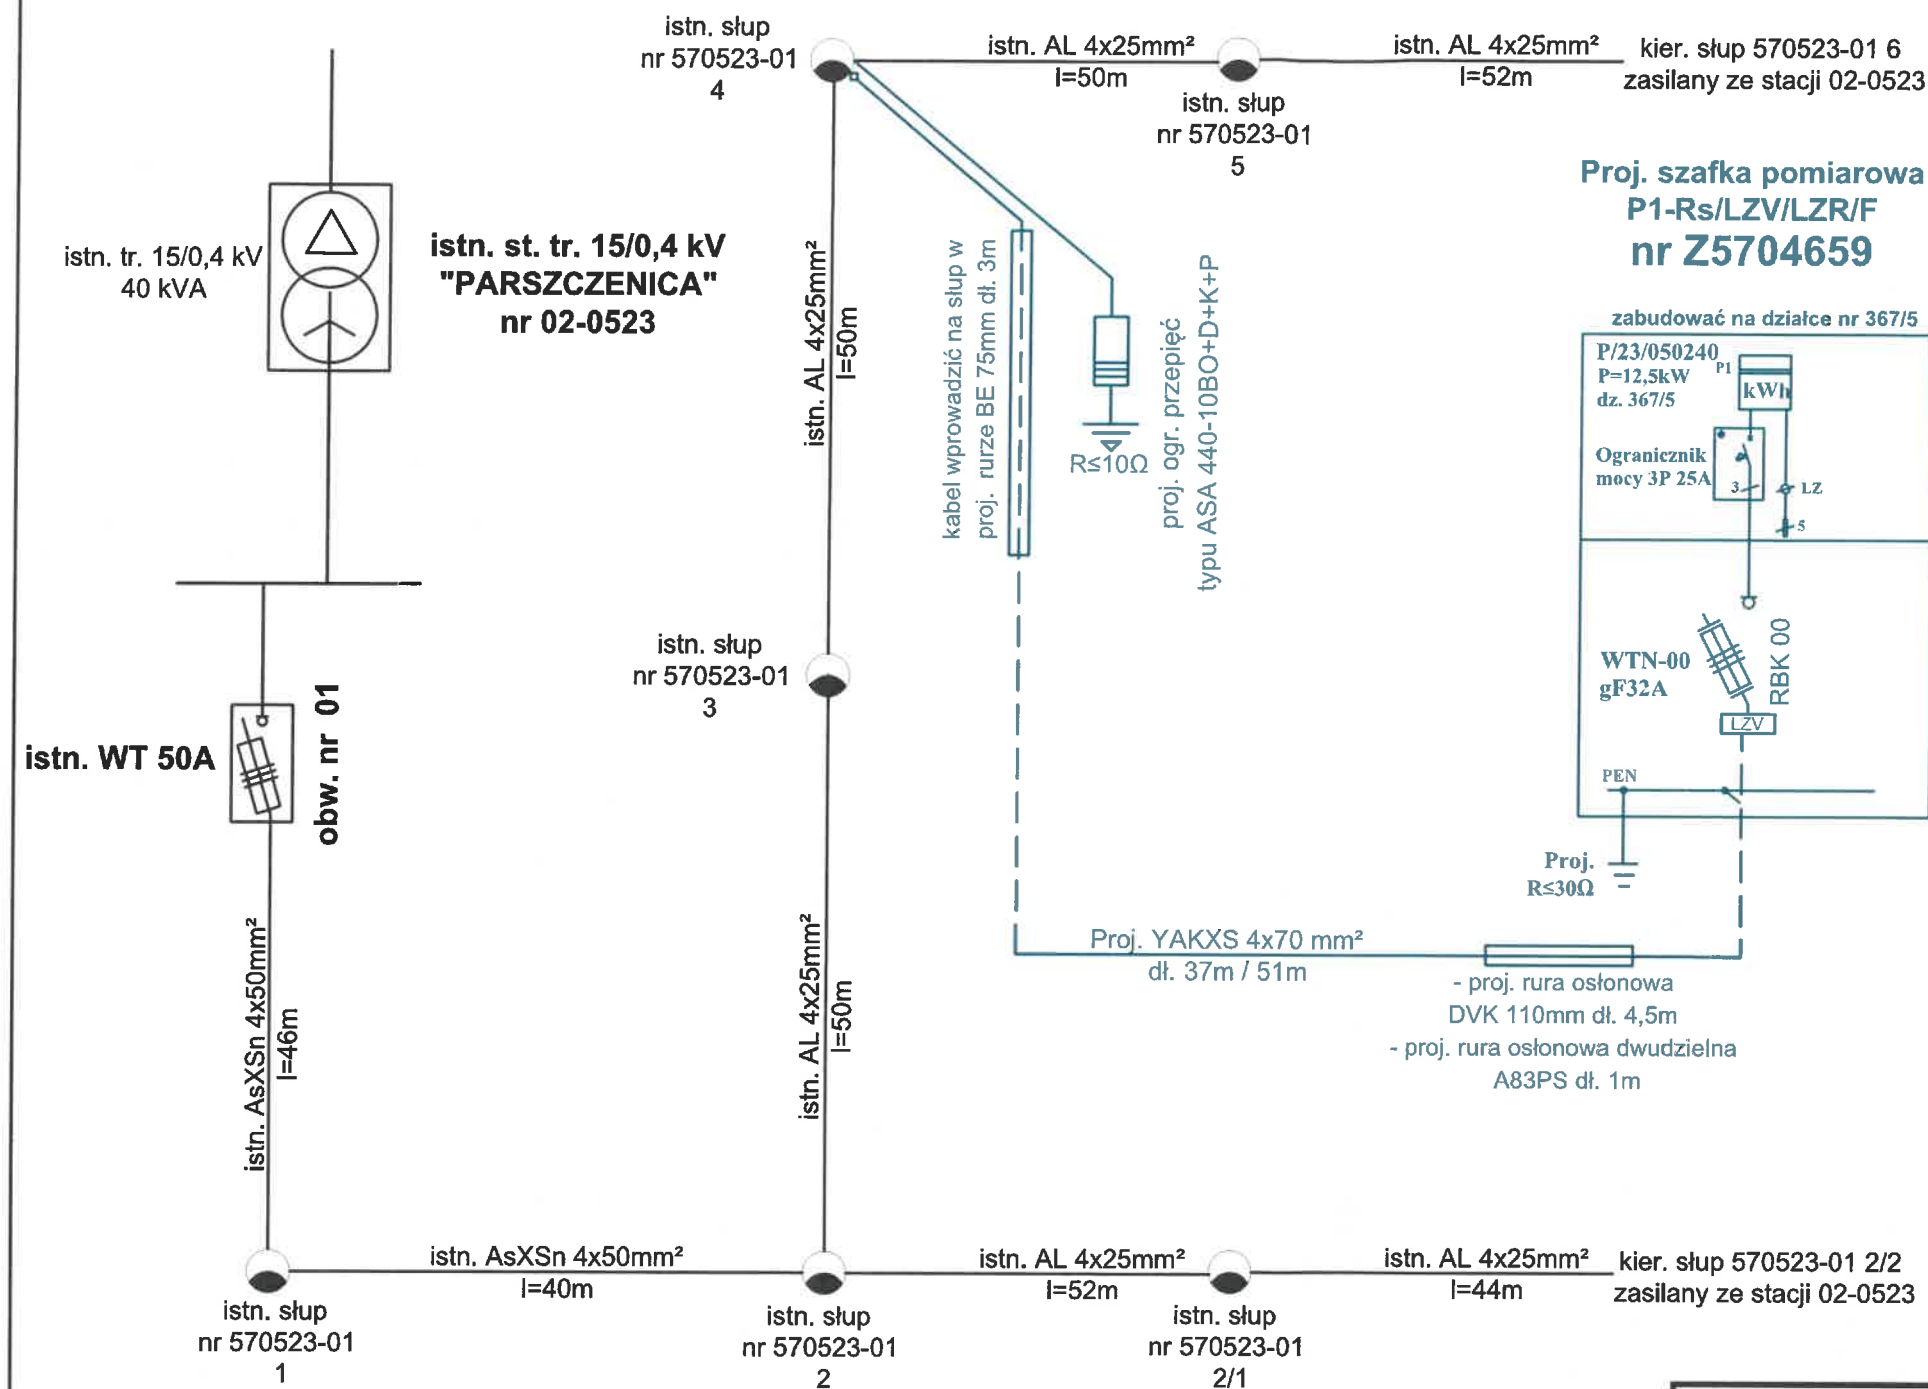 istn. słup
nr 570523-01
4
istn. AL 4x25mm²
l=50m
istn. słup
nr 570523-01
5
istn. AL 4x25mm²
l=52m
kier. słup 570523-01 6
zasilany ze stacji 02-0523
istn. tr. 15/0,4 kV
40 kVA
istn. st. tr. 15/0,4 kV
"PARSZCZENICA"
nr 02-0523
istn. AL 4x25mm²
l=50m
kabel wprowadzić na słup w
proj. rurze BE 75mm dł. 3m
R≤10Ω
proj. ogr. przepięć
typu ASA 440-10BO+D+K+P
Proj. szafka pomiarowa
P1-Rs/LZV/LZR/F
nr Z5704659
zabudować na działce nr 367/5
P/23/050240
P=12,5kW
dz. 367/5
P1
kWh
Ogranicznik
mocy 3P 25A
3
LZ
5
WTN-00
gF32A
RBK 00
LZV
PEN
Proj.
R≤30Ω
istn. słup
nr 570523-01
3
istn. WT 50A
obw. nr 01
istn. AsXSn 4x50mm²
l=46m
istn. AL 4x25mm²
l=50m
Proj. YAKXS 4x70 mm²
dł. 37m / 51m
- proj. rura osłonowa
DVK 110mm dł. 4,5m
- proj. rura osłonowa dwudzielna
A83PS dł. 1m
istn. słup
nr 570523-01
1
istn. AsXSn 4x50mm²
l=40m
istn. słup
nr 570523-01
2
istn. AL 4x25mm²
l=52m
istn. słup
nr 570523-01
2/1
istn. AL 4x25mm²
l=44m
kier. słup 570523-01 2/2
zasilany ze stacji 02-0523